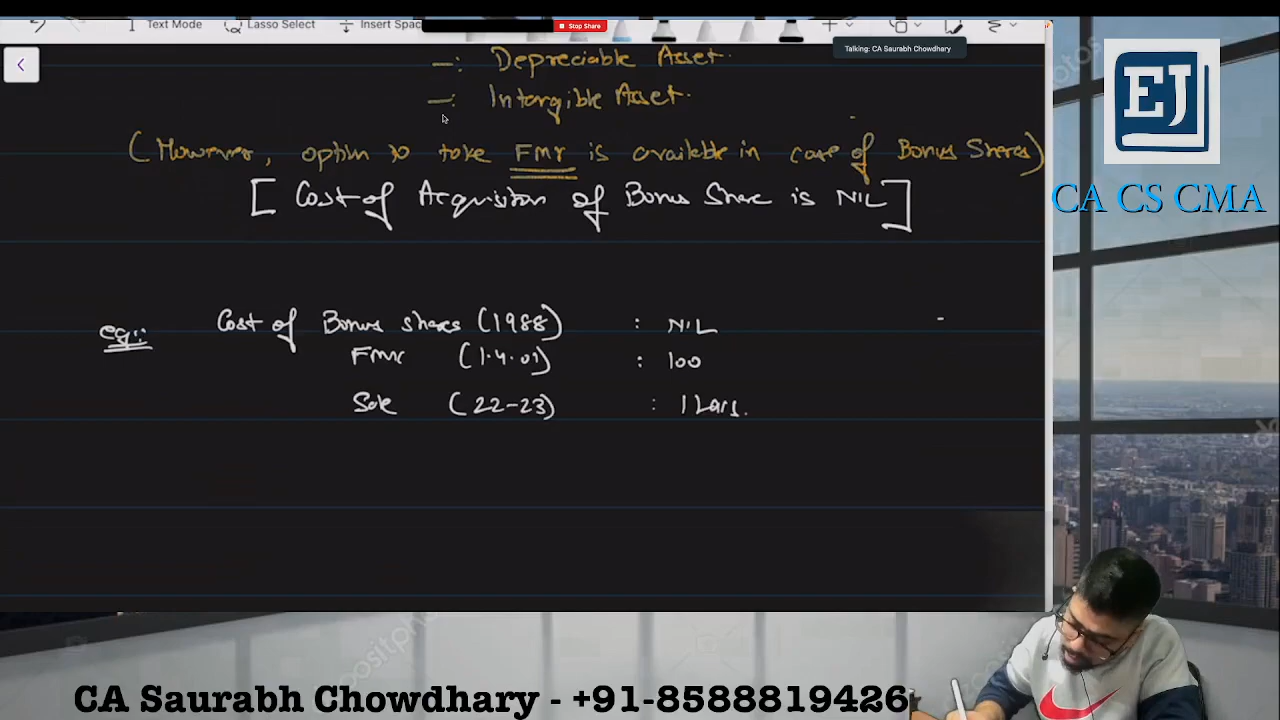 Text Mode Lasso Select Insert Spac
Stop Share
Talking: CA Saurabh Chowdhary
EJ
CA CS CMA
—: Depreciable Asset.
—: Intangible Asset.
(However, option to take FMV is available in case of Bonus Shares)
[Cost of Acquisition of Bonus Share is NIL]
eg:: Cost of Bonus shares (1988) : NIL
FMV (1.4.01) : 100
Sale (22-23) : 1 Lacs.
CA Saurabh Chowdhary - +91-8588819426